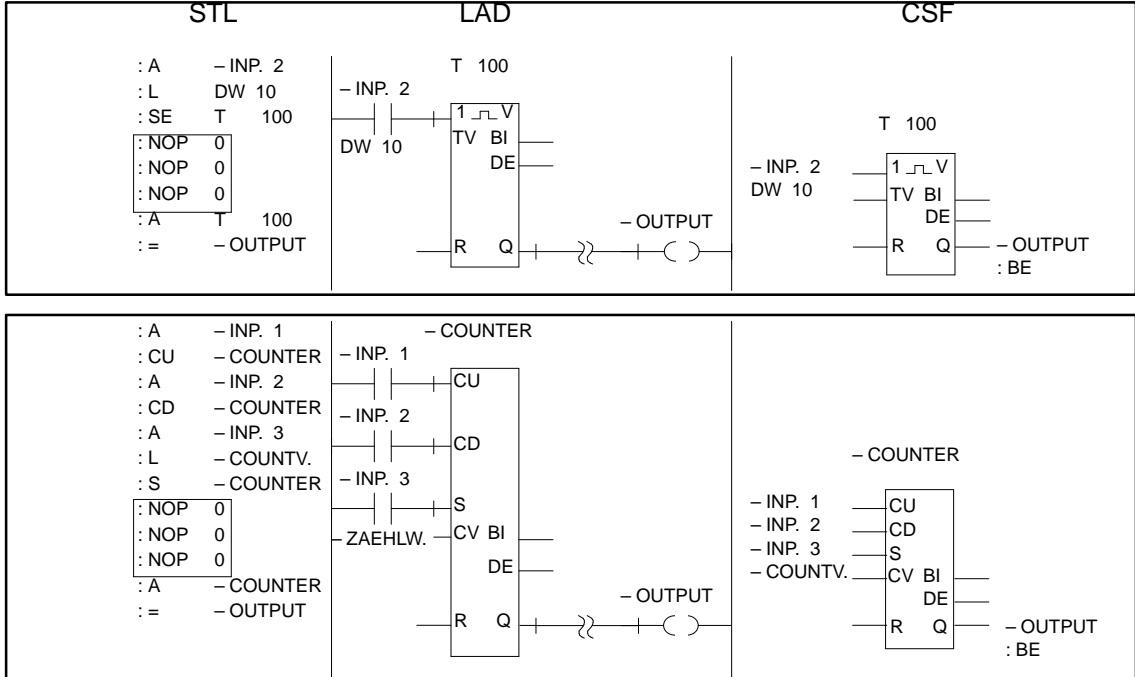 STL LAD CSF
: A – INP. 2
: L DW 10
: SE T 100
: NOP 0
: NOP 0
: NOP 0
: A T 100
: = – OUTPUT
T 100
– INP. 2
1 V
DW 10 TV BI
DE
– OUTPUT
R Q
T 100
– INP. 2 1 V
DW 10 TV BI
DE
R Q – OUTPUT
: BE
: A – INP. 1
: CU – COUNTER
: A – INP. 2
: CD – COUNTER
: A – INP. 3
: L – COUNTV.
: S – COUNTER
: NOP 0
: NOP 0
: NOP 0
: A – COUNTER
: = – OUTPUT
– COUNTER
– INP. 1
CU
– INP. 2
CD
– INP. 3
S
– ZAEHLW. CV BI
DE
– OUTPUT
R Q
– COUNTER
– INP. 1 CU
– INP. 2 CD
– INP. 3 S
– COUNTV. CV BI
DE
R Q – OUTPUT
: BE